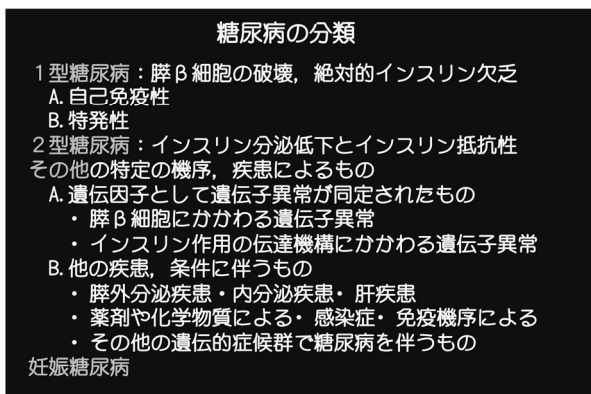 糖尿病の分類
１型糖尿病：膵β細胞の破壊，絶対的インスリン欠乏
A.自己免疫性
B.特発性
２型糖尿病：インスリン分泌低下とインスリン抵抗性
その他の特定の機序，疾患によるもの
A.遺伝因子として遺伝子異常が同定されたもの
・膵β細胞にかかわる遺伝子異常
・インスリン作用の伝達機構にかかわる遺伝子異常
B.他の疾患，条件に伴うもの
・膵外分泌疾患・内分泌疾患・肝疾患
・薬剤や化学物質による・感染症・免疫機序による
・その他の遺伝的症候群で糖尿病を伴うもの
妊娠糖尿病